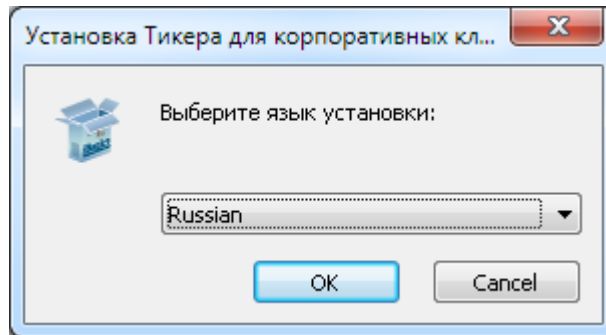 Установка Тикера для корпоративных кл...
Выберите язык установки:
Russian
OK
Cancel